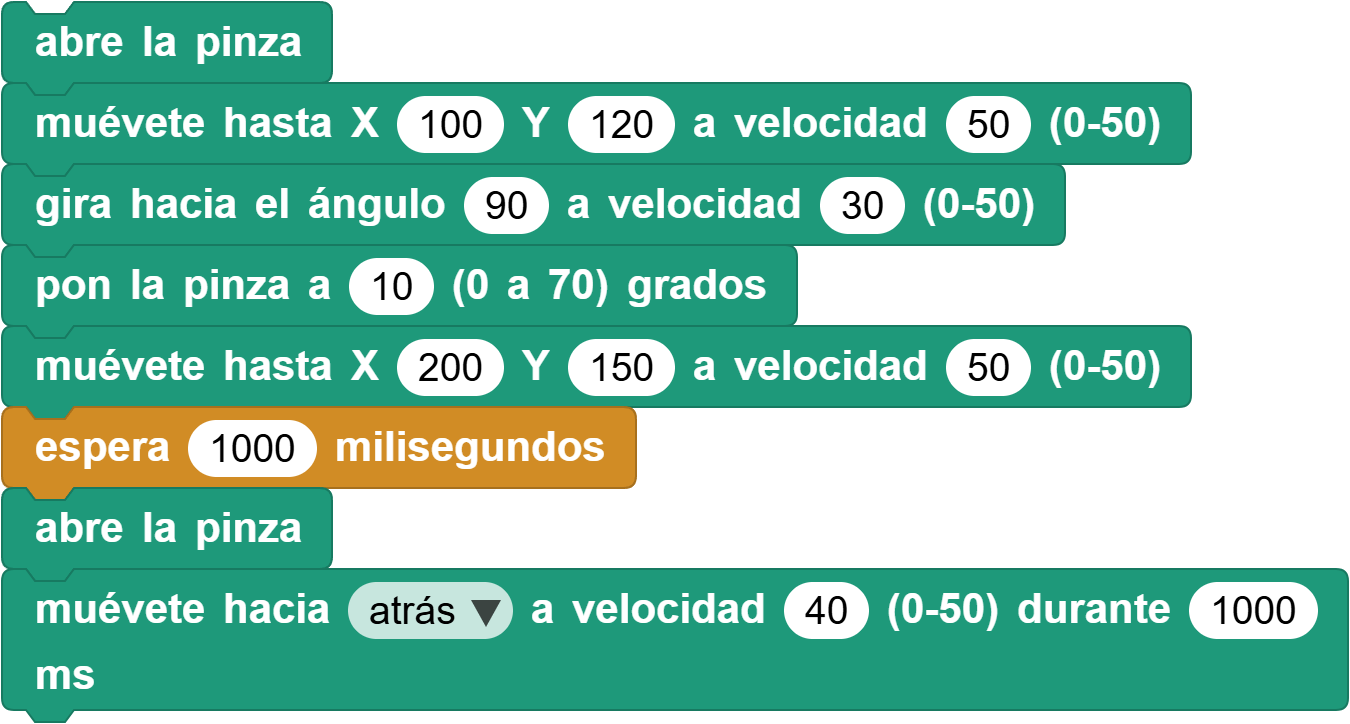 abre la pinza
muévete hasta X 100 Y 120 a velocidad 50 (0-50)
gira hacia el ángulo 90 a velocidad 30 (0-50)
pon la pinza a 10 (0 a 70) grados
muévete hasta X 200 Y 150 a velocidad 50 (0-50)
espera 1000 milisegundos
abre la pinza
muévete hacia atrás a velocidad 40 (0-50) durante 1000
ms